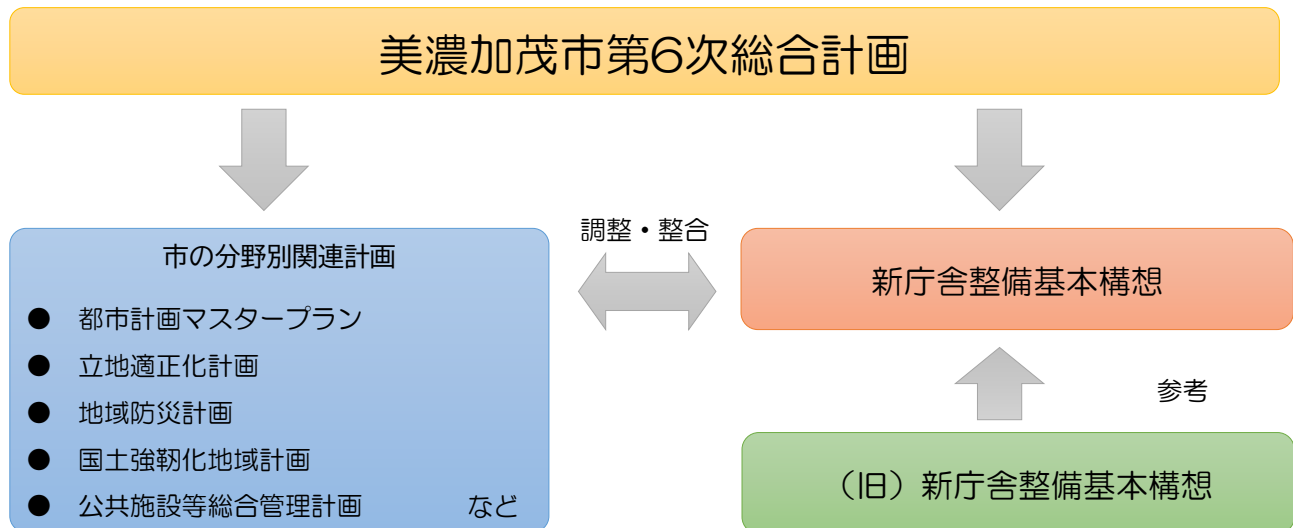 美濃加茂市第6次総合計画
市の分野別関連計画
● 都市計画マスタープラン
● 立地適正化計画
● 地域防災計画
● 国土強靭化地域計画
● 公共施設等総合管理計画 など
調整・整合
新庁舎整備基本構想
参考
（旧）新庁舎整備基本構想